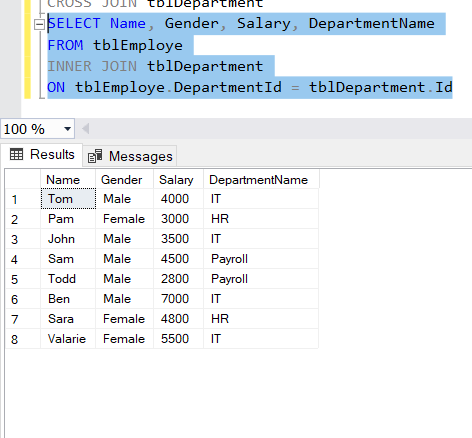 CROSS JOIN tblDepartment
SELECT Name, Gender, Salary, DepartmentName
FROM tblEmploye
INNER JOIN tblDepartment
ON tblEmploye.DepartmentId = tblDepartment.Id
100 %
Results Messages
Name Gender Salary DepartmentName
1 Tom Male 4000 IT
2 Pam Female 3000 HR
3 John Male 3500 IT
4 Sam Male 4500 Payroll
5 Todd Male 2800 Payroll
6 Ben Male 7000 IT
7 Sara Female 4800 HR
8 Valarie Female 5500 IT